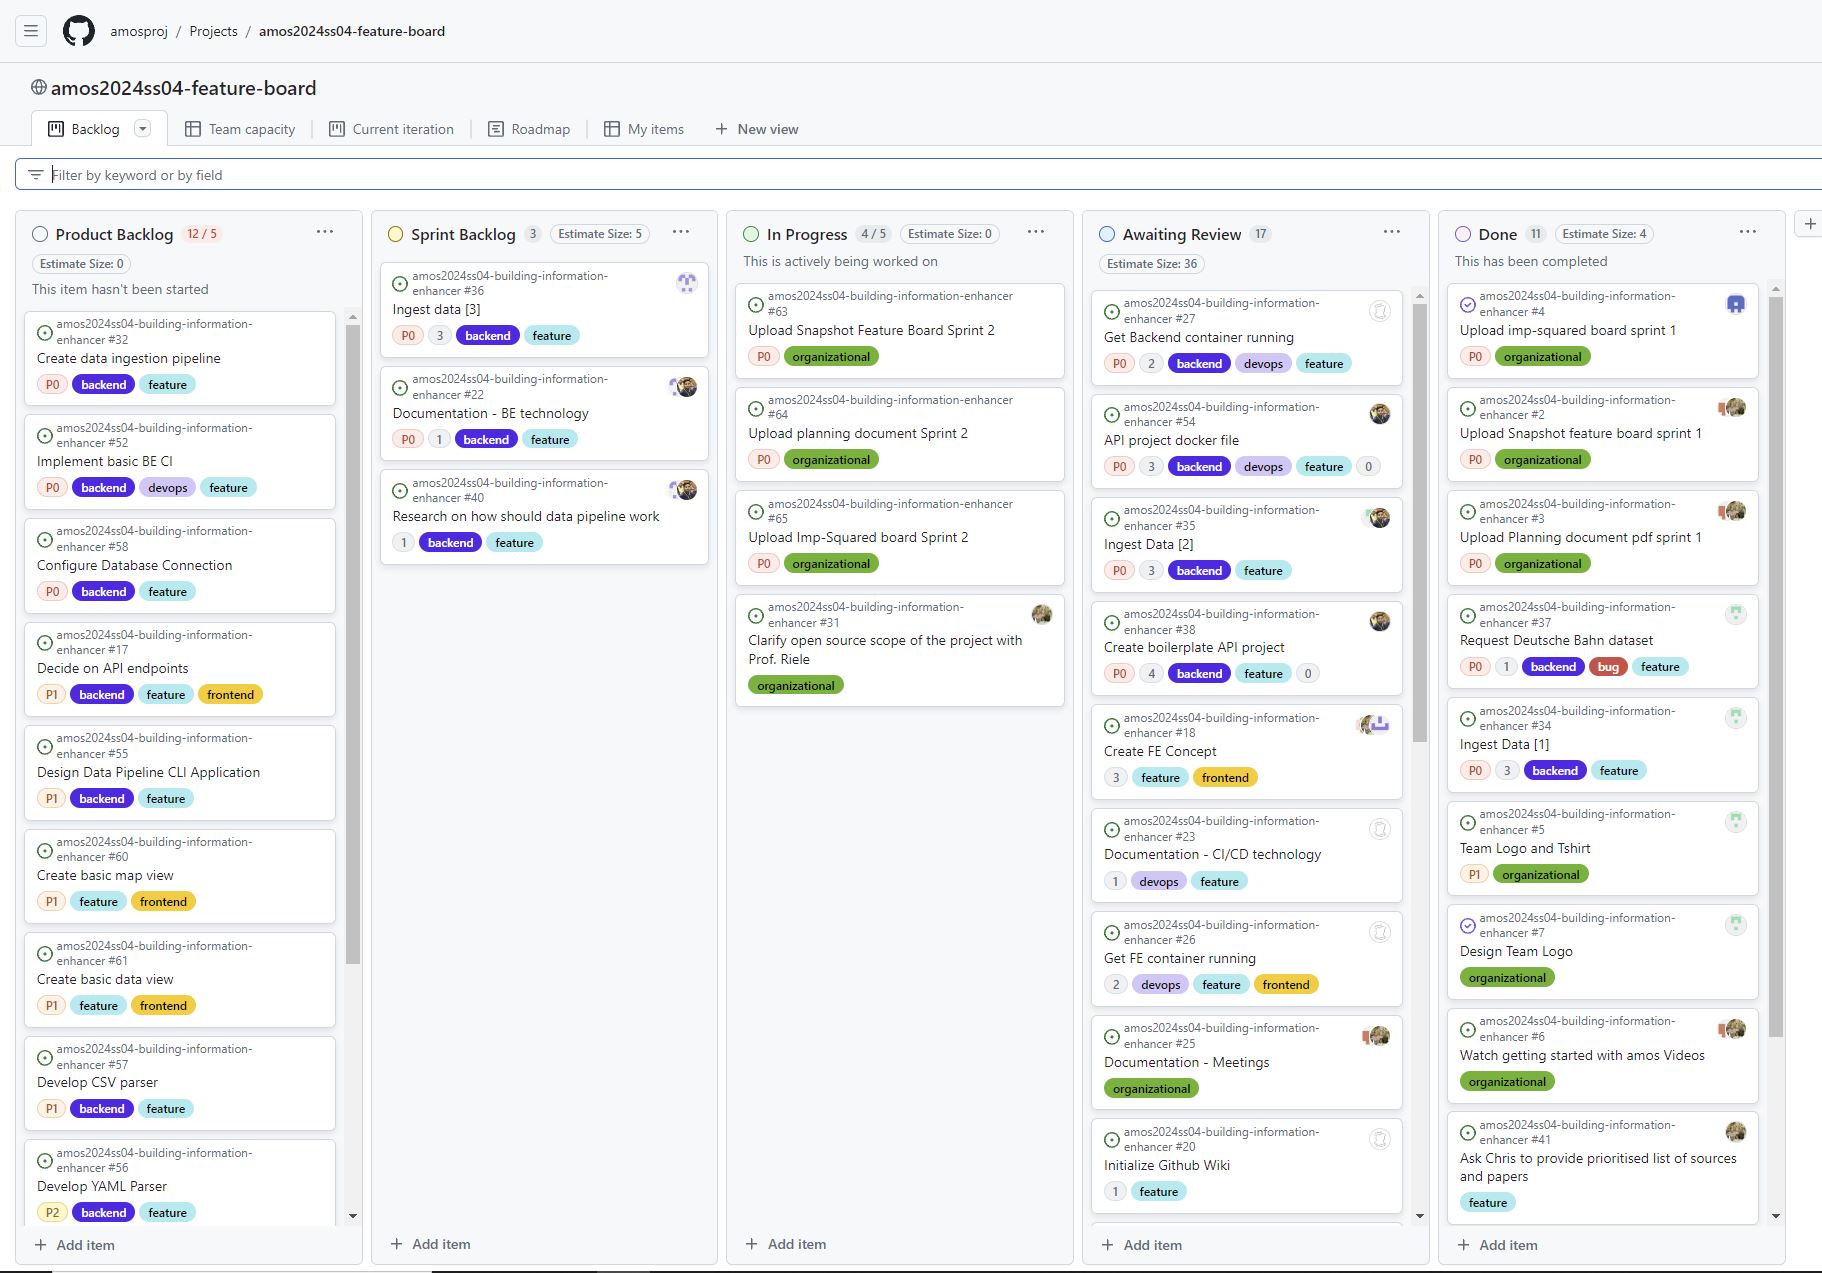 amosproj / Projects / amos2024ss04-feature-board
amos2024ss04-feature-board
Backlog
Team capacity
Current iteration
Roadmap
My items
New view
Filter by keyword or by field
Product Backlog 12 / 5
Estimate Size: 0
This item hasn't been started
amos2024ss04-building-information-
enhancer #32
Create data ingestion pipeline
P0 backend feature
amos2024ss04-building-information-
enhancer #52
Implement basic BE CI
P0 backend devops feature
amos2024ss04-building-information-
enhancer #58
Configure Database Connection
P0 backend feature
amos2024ss04-building-information-
enhancer #17
Decide on API endpoints
P1 backend feature frontend
amos2024ss04-building-information-
enhancer #55
Design Data Pipeline CLI Application
P1 backend feature
amos2024ss04-building-information-
enhancer #60
Create basic map view
P1 feature frontend
amos2024ss04-building-information-
enhancer #61
Create basic data view
P1 feature frontend
amos2024ss04-building-information-
enhancer #57
Develop CSV parser
P1 backend feature
amos2024ss04-building-information-
enhancer #56
Develop YAML Parser
P2 backend feature
Add item
Sprint Backlog 3 Estimate Size: 5
amos2024ss04-building-information-
enhancer #36
Ingest data [3]
P0 3 backend feature
amos2024ss04-building-information-
enhancer #22
Documentation - BE technology
P0 1 backend feature
amos2024ss04-building-information-
enhancer #40
Research on how should data pipeline work
1 backend feature
Add item
In Progress 4 / 5 Estimate Size: 0
This is actively being worked on
amos2024ss04-building-information-enhancer
#63
Upload Snapshot Feature Board Sprint 2
P0 organizational
amos2024ss04-building-information-enhancer
#64
Upload planning document Sprint 2
P0 organizational
amos2024ss04-building-information-enhancer
#65
Upload Imp-Squared board Sprint 2
P0 organizational
amos2024ss04-building-information-
enhancer #31
Clarify open source scope of the project with
Prof. Riele
organizational
Add item
Awaiting Review 17
Estimate Size: 36
amos2024ss04-building-information-
enhancer #27
Get Backend container running
P0 2 backend devops feature
amos2024ss04-building-information-
enhancer #54
API project docker file
P0 3 backend devops feature 0
amos2024ss04-building-information-
enhancer #35
Ingest Data [2]
P0 3 backend feature
amos2024ss04-building-information-
enhancer #38
Create boilerplate API project
P0 4 backend feature 0
amos2024ss04-building-information-
enhancer #18
Create FE Concept
3 feature frontend
amos2024ss04-building-information-
enhancer #23
Documentation - CI/CD technology
1 devops feature
amos2024ss04-building-information-
enhancer #26
Get FE container running
2 devops feature frontend
amos2024ss04-building-information-
enhancer #25
Documentation - Meetings
organizational
amos2024ss04-building-information-
enhancer #20
Initialize Github Wiki
1 feature
Add item
Done 11 Estimate Size: 4
This has been completed
amos2024ss04-building-information-
enhancer #4
Upload imp-squared board sprint 1
P0 organizational
amos2024ss04-building-information-
enhancer #2
Upload Snapshot feature board sprint 1
P0 organizational
amos2024ss04-building-information-
enhancer #3
Upload Planning document pdf sprint 1
P0 organizational
amos2024ss04-building-information-
enhancer #37
Request Deutsche Bahn dataset
P0 1 backend bug feature
amos2024ss04-building-information-
enhancer #34
Ingest Data [1]
P0 3 backend feature
amos2024ss04-building-information-
enhancer #5
Team Logo and Tshirt
P1 organizational
amos2024ss04-building-information-
enhancer #7
Design Team Logo
organizational
amos2024ss04-building-information-
enhancer #6
Watch getting started with amos Videos
organizational
amos2024ss04-building-information-
enhancer #41
Ask Chris to provide prioritised list of sources
and papers
feature
Add item